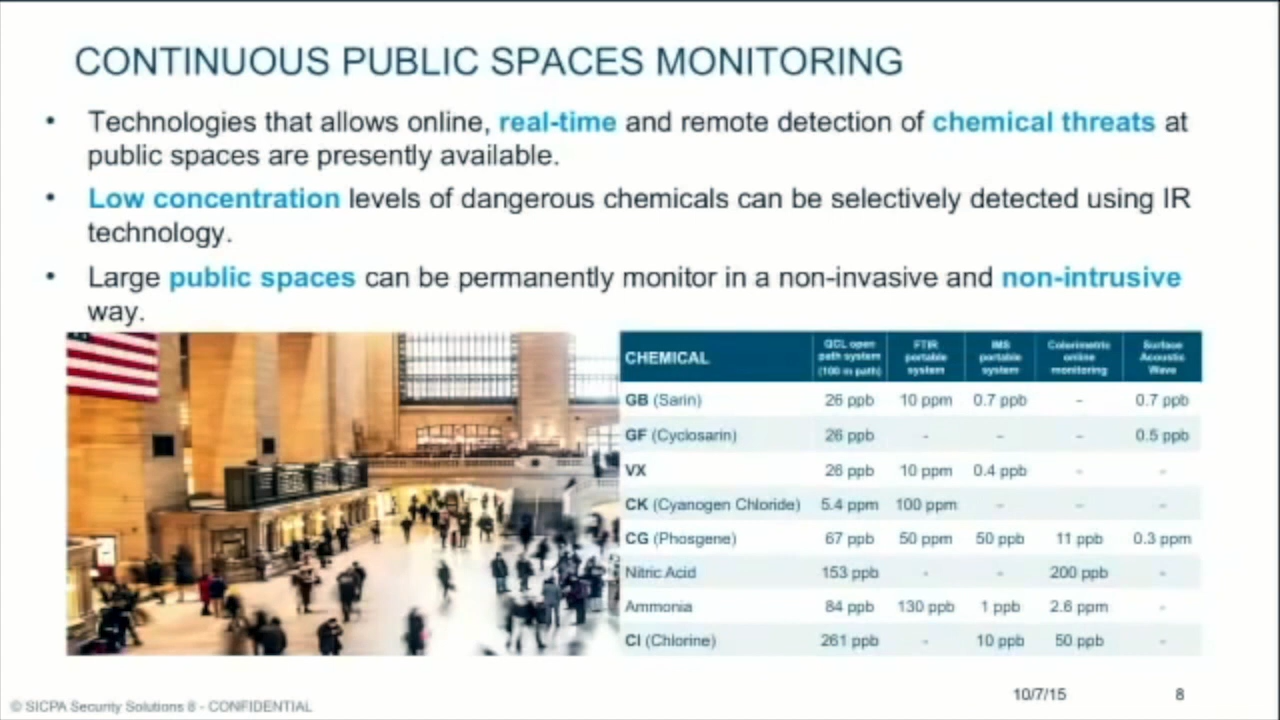 CONTINUOUS PUBLIC SPACES MONITORING
• Technologies that allows online, real-time and remote detection of chemical threats at
public spaces are presently available.
• Low concentration levels of dangerous chemicals can be selectively detected using IR
technology.
• Large public spaces can be permanently monitor in a non-invasive and non-intrusive
way.
CHEMICAL QCL open path system (100 m path) FTIR portable system IMS portable system Colorimetric online monitoring Surface Acoustic Wave
GB (Sarin) 26 ppb 10 ppm 0.7 ppb - 0.7 ppb
GF (Cyclosarin) 26 ppb - - - 0.5 ppb
VX 26 ppb 10 ppm 0.4 ppb - -
CK (Cyanogen Chloride) 5.4 ppm 100 ppm - - -
CG (Phosgene) 67 ppb 50 ppm 50 ppb 11 ppb 0.3 ppm
Nitric Acid 153 ppb - - 200 ppb -
Ammonia 84 ppb 130 ppb 1 ppb 2.6 ppm -
Cl (Chlorine) 261 ppb - 10 ppb 50 ppb -
© SICPA Security Solutions 8 - CONFIDENTIAL
10/7/15 8